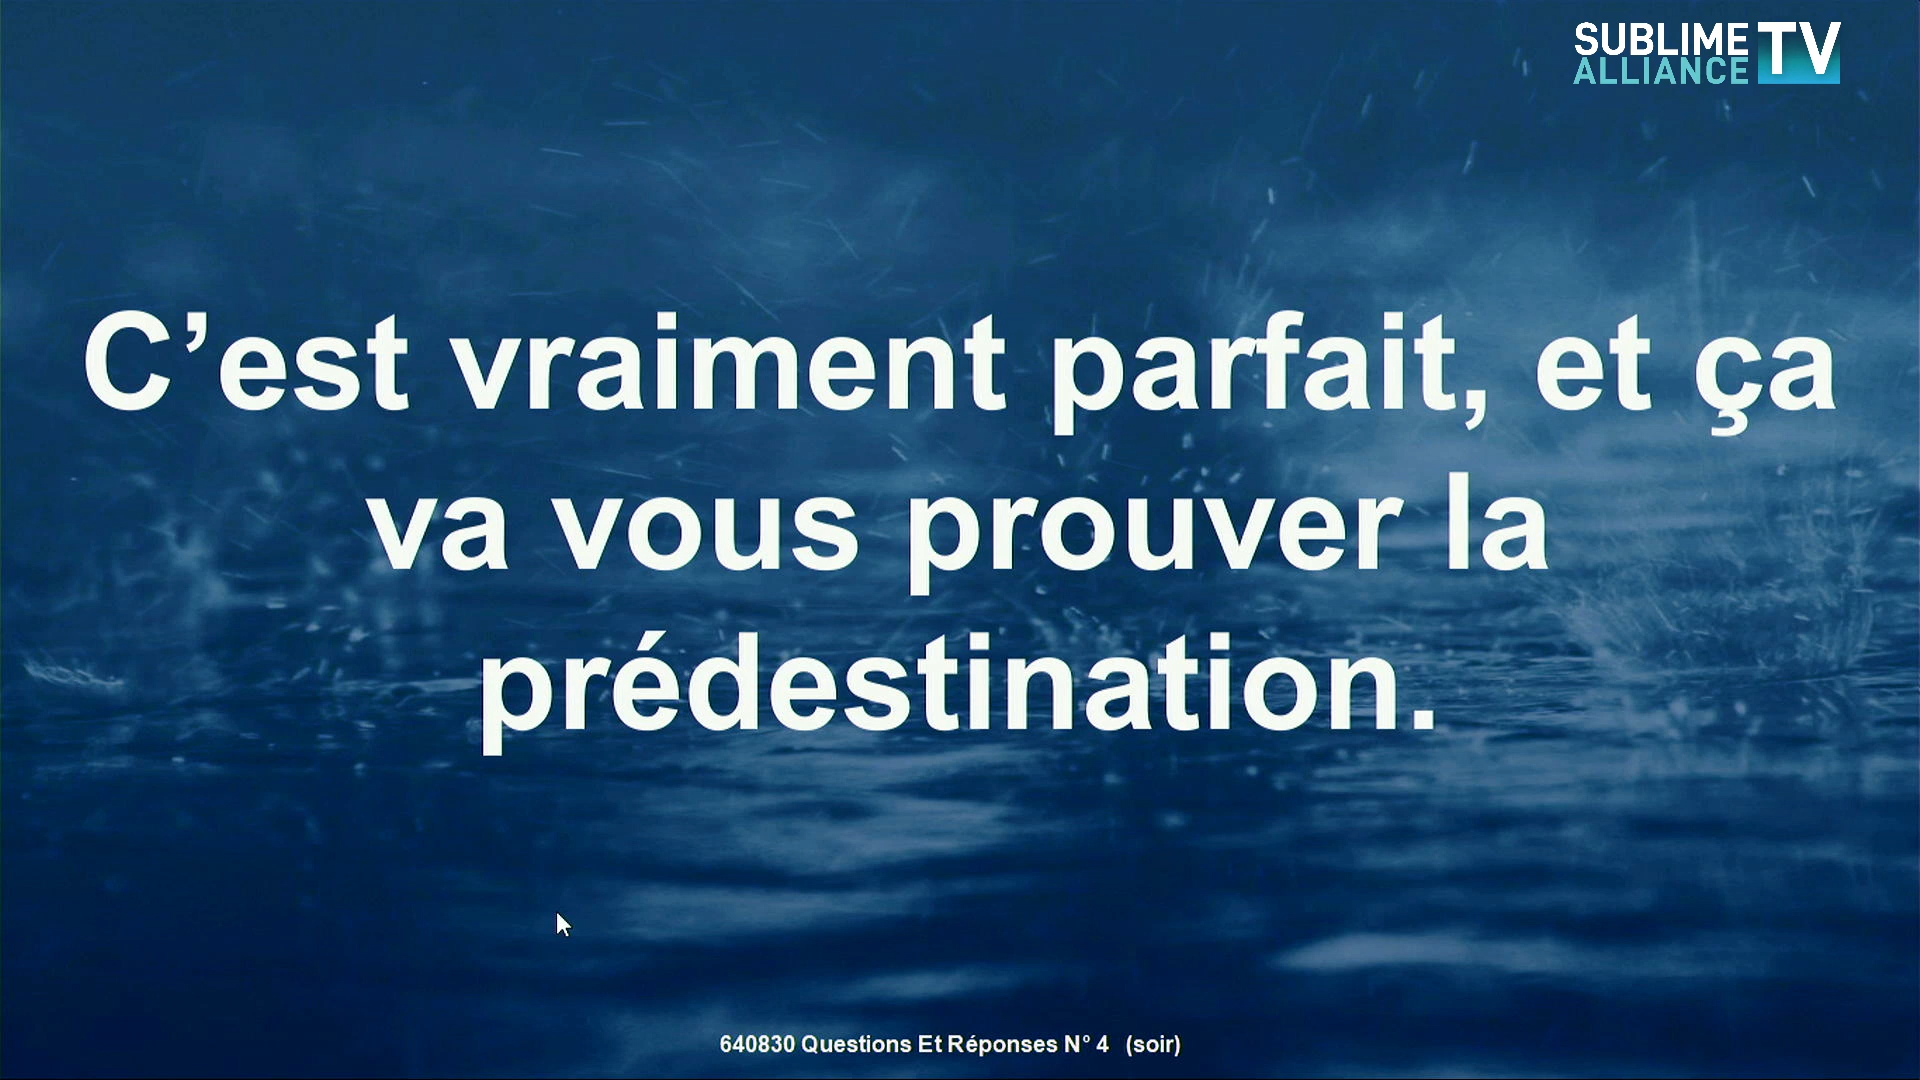 SUBLIME
ALLIANCE
TV
C’est vraiment parfait, et ça
va vous prouver la
prédestination.
640830 Questions Et Réponses N° 4 (soir)